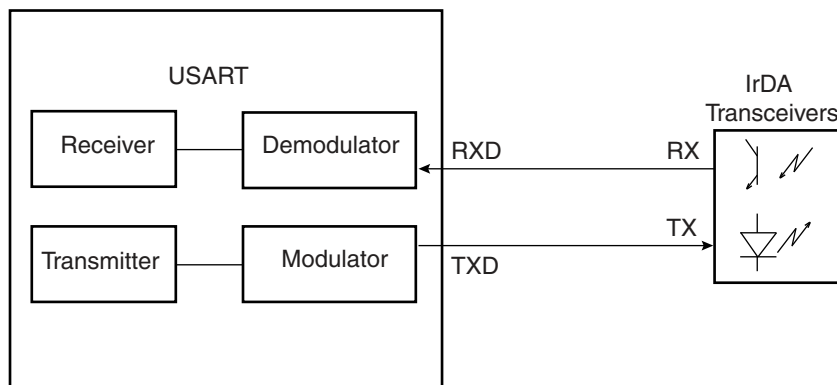 USART
IrDA
Transceivers
Receiver
Demodulator
RXD
RX
Transmitter
Modulator
TX
TXD